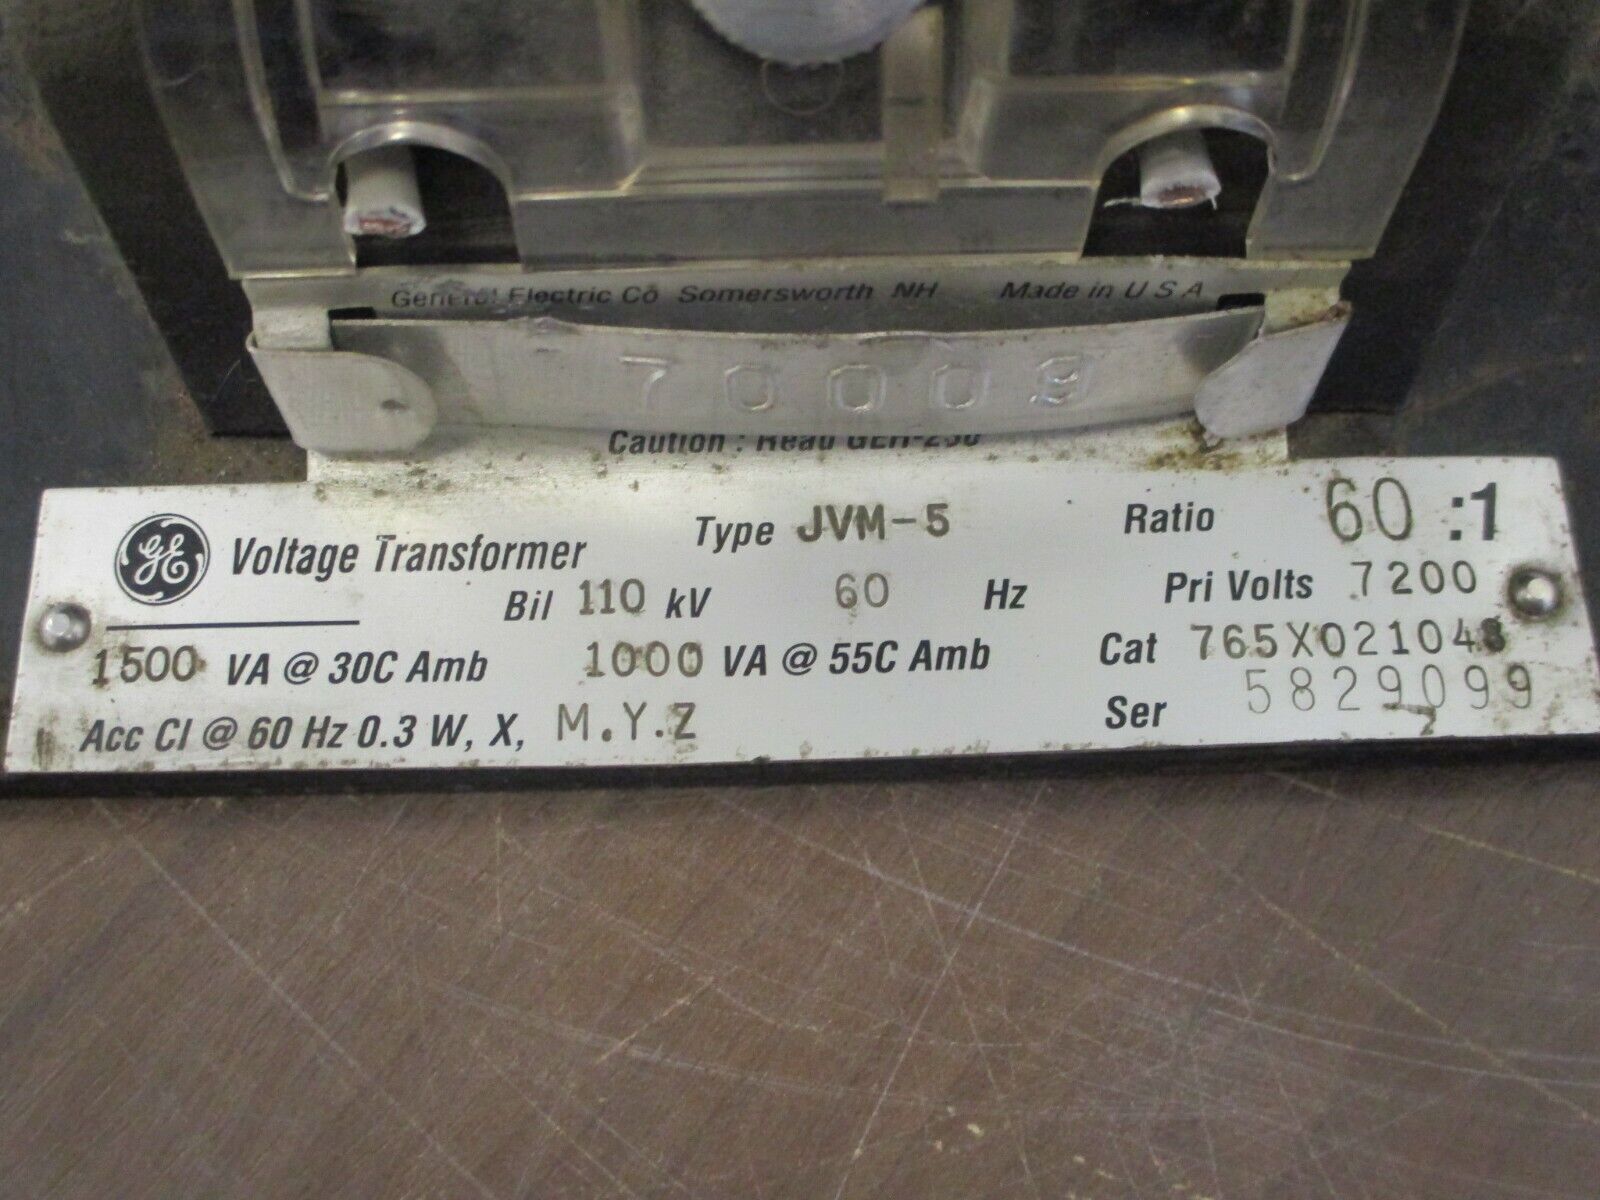 General Electric Co Somersworth NH Made in U S A
70009
Caution : Read GEH-230
GE Voltage Transformer Type JVM-5 Ratio 60 :1
Bil 110 kV 60 Hz Pri Volts 7200
1500 VA @ 30C Amb 1000 VA @ 55C Amb Cat 765X021043
Acc Cl @ 60 Hz 0.3 W, X, M.Y.Z Ser 5829099
Z